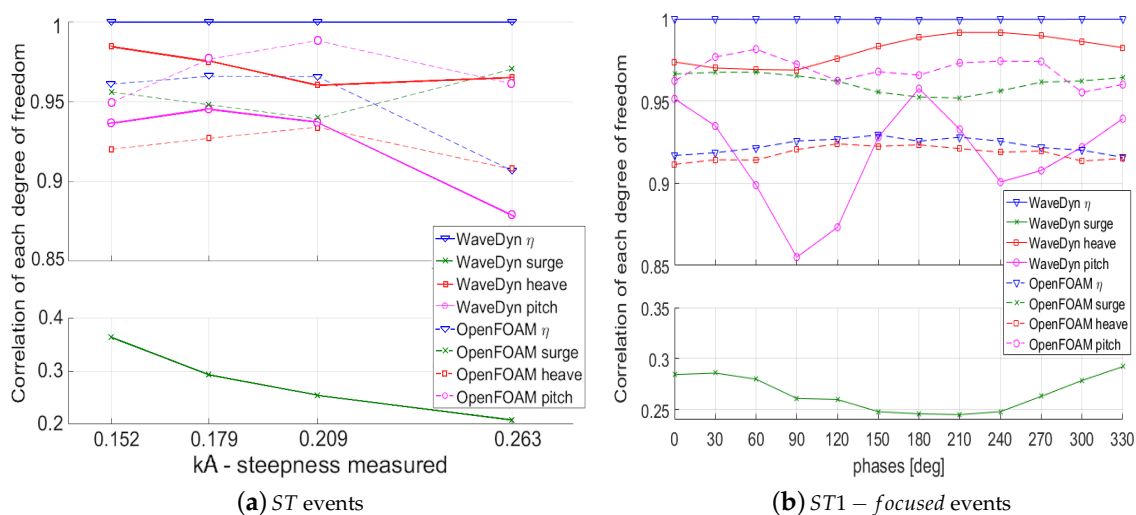 Correlation of each degree of freedom
1
0.95
0.9
0.85
0.4
0.3
0.2
0.152
0.179
0.209
0.263
kA - steepness measured
WaveDyn η
WaveDyn surge
WaveDyn heave
WaveDyn pitch
OpenFOAM η
OpenFOAM surge
OpenFOAM heave
OpenFOAM pitch
(a) ST events
Correlation of each degree of freedom
1
0.95
0.9
0.85
0.35
0.3
0.25
0
30
60
90
120
150
180
210
240
270
300
330
phases [deg]
WaveDyn η
WaveDyn surge
WaveDyn heave
WaveDyn pitch
OpenFOAM η
OpenFOAM surge
OpenFOAM heave
OpenFOAM pitch
(b) ST1 − focused events